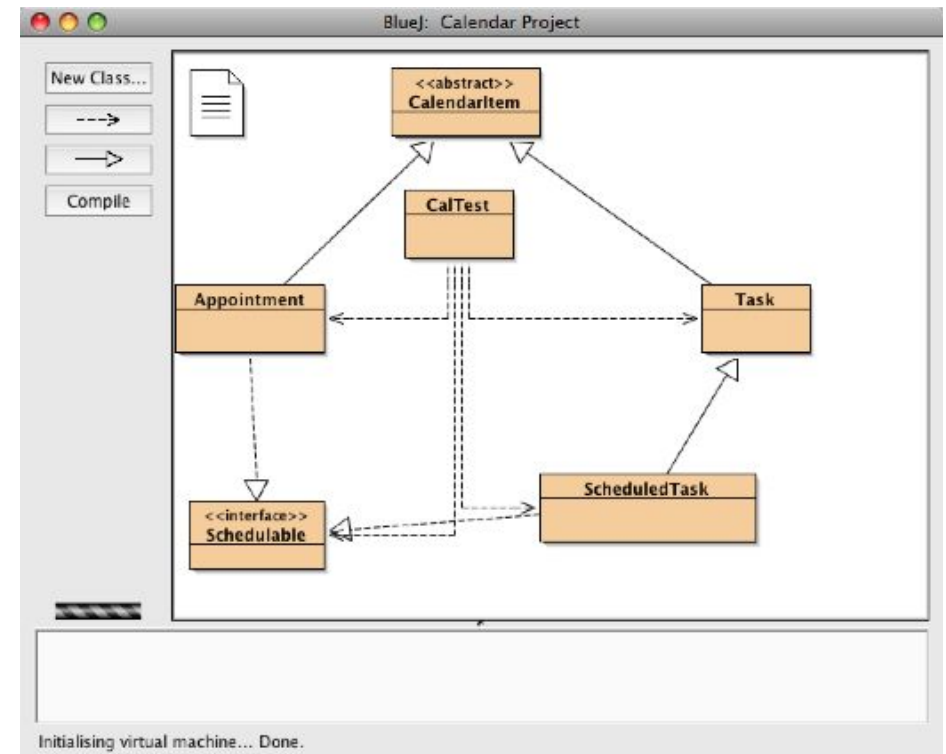 BlueJ: Calendar Project
New Class...
Compile
<<abstract>>
CalendarItem
CalTest
Appointment
Task
ScheduledTask
<<interface>>
Schedulable
Initialising virtual machine... Done.